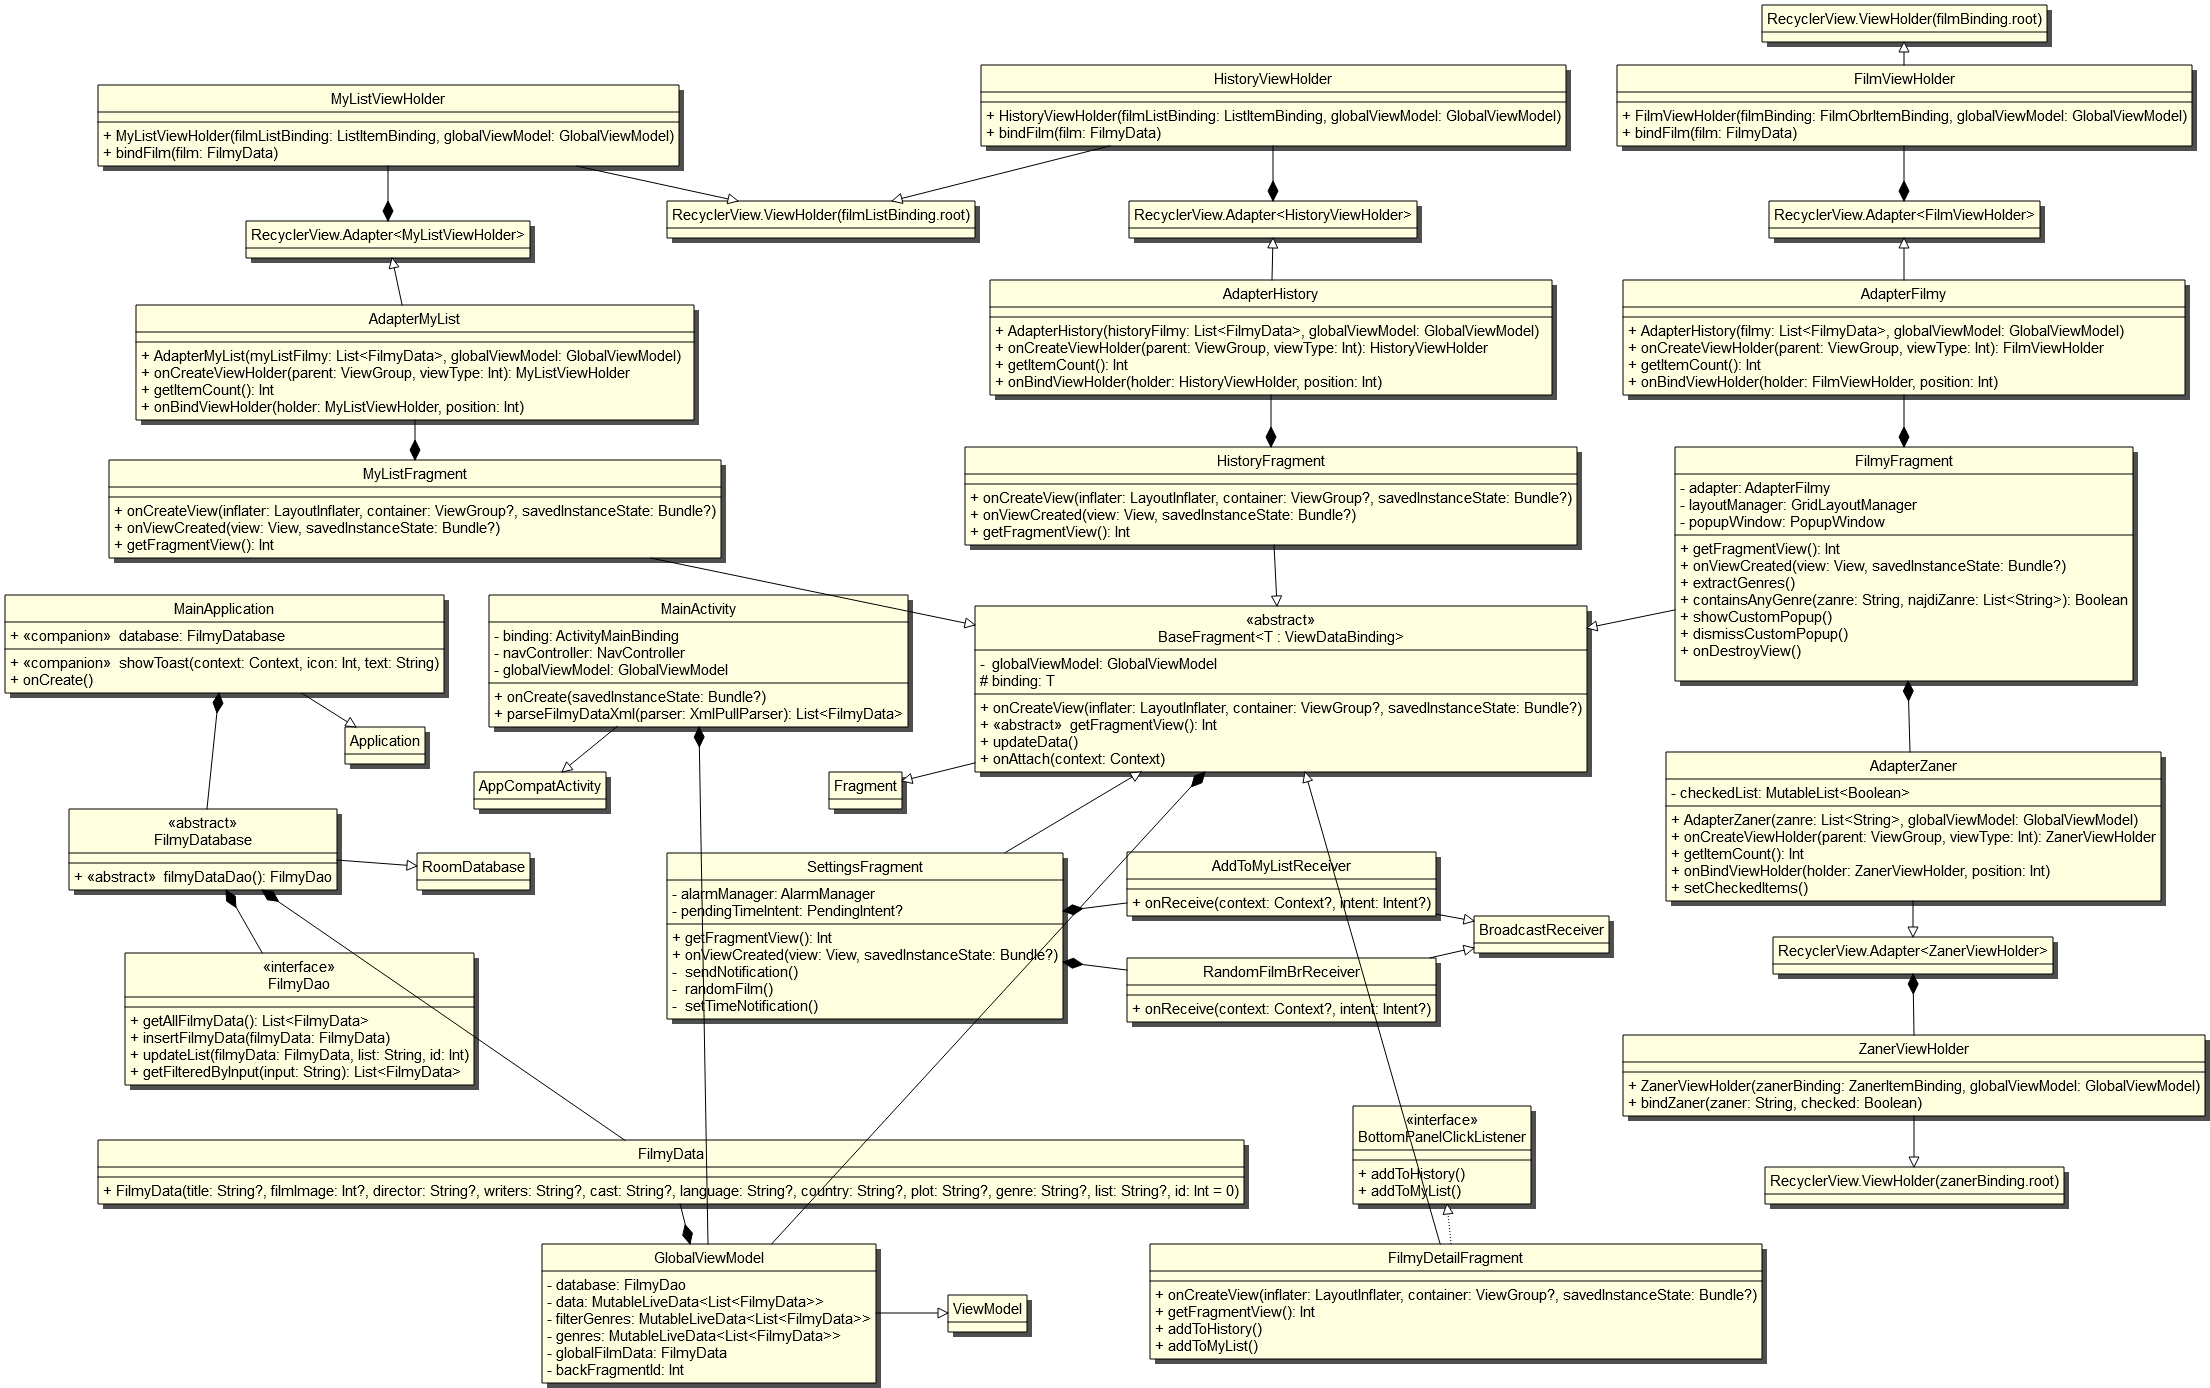 RecyclerView.ViewHolder(filmBinding.root)
MyListViewHolder
+ MyListViewHolder(filmListBinding: ListItemBinding, globalViewModel: GlobalViewModel)
+ bindFilm(film: FilmyData)
HistoryViewHolder
+ HistoryViewHolder(filmListBinding: ListItemBinding, globalViewModel: GlobalViewModel)
+ bindFilm(film: FilmyData)
FilmViewHolder
+ FilmViewHolder(filmBinding: FilmObrItemBinding, globalViewModel: GlobalViewModel)
+ bindFilm(film: FilmyData)
RecyclerView.Adapter<MyListViewHolder>
RecyclerView.ViewHolder(filmListBinding.root)
RecyclerView.Adapter<HistoryViewHolder>
RecyclerView.Adapter<FilmViewHolder>
AdapterMyList
+ AdapterMyList(myListFilmy: List<FilmyData>, globalViewModel: GlobalViewModel)
+ onCreateViewHolder(parent: ViewGroup, viewType: Int): MyListViewHolder
+ getItemCount(): Int
+ onBindViewHolder(holder: MyListViewHolder, position: Int)
AdapterHistory
+ AdapterHistory(historyFilmy: List<FilmyData>, globalViewModel: GlobalViewModel)
+ onCreateViewHolder(parent: ViewGroup, viewType: Int): HistoryViewHolder
+ getItemCount(): Int
+ onBindViewHolder(holder: HistoryViewHolder, position: Int)
AdapterFilmy
+ AdapterHistory(filmy: List<FilmyData>, globalViewModel: GlobalViewModel)
+ onCreateViewHolder(parent: ViewGroup, viewType: Int): FilmViewHolder
+ getItemCount(): Int
+ onBindViewHolder(holder: FilmViewHolder, position: Int)
MyListFragment
+ onCreateView(inflater: LayoutInflater, container: ViewGroup?, savedInstanceState: Bundle?)
+ onViewCreated(view: View, savedInstanceState: Bundle?)
+ getFragmentView(): Int
HistoryFragment
+ onCreateView(inflater: LayoutInflater, container: ViewGroup?, savedInstanceState: Bundle?)
+ onViewCreated(view: View, savedInstanceState: Bundle?)
+ getFragmentView(): Int
FilmyFragment
- adapter: AdapterFilmy
- layoutManager: GridLayoutManager
- popupWindow: PopupWindow
+ getFragmentView(): Int
+ onViewCreated(view: View, savedInstanceState: Bundle?)
+ extractGenres()
+ containsAnyGenre(zanre: String, najdiZanre: List<String>): Boolean
+ showCustomPopup()
+ dismissCustomPopup()
+ onDestroyView()
MainApplication
+ «companion» database: FilmyDatabase
+ «companion» showToast(context: Context, icon: Int, text: String)
+ onCreate()
MainActivity
- binding: ActivityMainBinding
- navController: NavController
- globalViewModel: GlobalViewModel
+ onCreate(savedInstanceState: Bundle?)
+ parseFilmyDataXml(parser: XmlPullParser): List<FilmyData>
«abstract»
BaseFragment<T : ViewDataBinding>
- globalViewModel: GlobalViewModel
# binding: T
+ onCreateView(inflater: LayoutInflater, container: ViewGroup?, savedInstanceState: Bundle?)
+ «abstract» getFragmentView(): Int
+ updateData()
+ onAttach(context: Context)
Application
AppCompatActivity
Fragment
AdapterZaner
- checkedList: MutableList<Boolean>
+ AdapterZaner(zanre: List<String>, globalViewModel: GlobalViewModel)
+ onCreateViewHolder(parent: ViewGroup, viewType: Int): ZanerViewHolder
+ getItemCount(): Int
+ onBindViewHolder(holder: ZanerViewHolder, position: Int)
+ setCheckedItems()
«abstract»
FilmyDatabase
+ «abstract» filmyDataDao(): FilmyDao
RoomDatabase
SettingsFragment
- alarmManager: AlarmManager
- pendingTimeIntent: PendingIntent?
+ getFragmentView(): Int
+ onViewCreated(view: View, savedInstanceState: Bundle?)
- sendNotification()
- randomFilm()
- setTimeNotification()
AddToMyListReceiver
+ onReceive(context: Context?, intent: Intent?)
BroadcastReceiver
RandomFilmBrReceiver
+ onReceive(context: Context?, intent: Intent?)
RecyclerView.Adapter<ZanerViewHolder>
«interface»
FilmyDao
+ getAllFilmyData(): List<FilmyData>
+ insertFilmyData(filmyData: FilmyData)
+ updateList(filmyData: FilmyData, list: String, id: Int)
+ getFilteredByInput(input: String): List<FilmyData>
ZanerViewHolder
+ ZanerViewHolder(zanerBinding: ZanerItemBinding, globalViewModel: GlobalViewModel)
+ bindZaner(zaner: String, checked: Boolean)
«interface»
BottomPanelClickListener
+ addToHistory()
+ addToMyList()
FilmyData
+ FilmyData(title: String?, filmImage: Int?, director: String?, writers: String?, cast: String?, language: String?, country: String?, plot: String?, genre: String?, list: String?, id: Int = 0)
RecyclerView.ViewHolder(zanerBinding.root)
GlobalViewModel
- database: FilmyDao
- data: MutableLiveData<List<FilmyData>>
- filterGenres: MutableLiveData<List<FilmyData>>
- genres: MutableLiveData<List<FilmyData>>
- globalFilmData: FilmyData
- backFragmentId: Int
ViewModel
FilmyDetailFragment
+ onCreateView(inflater: LayoutInflater, container: ViewGroup?, savedInstanceState: Bundle?)
+ getFragmentView(): Int
+ addToHistory()
+ addToMyList()